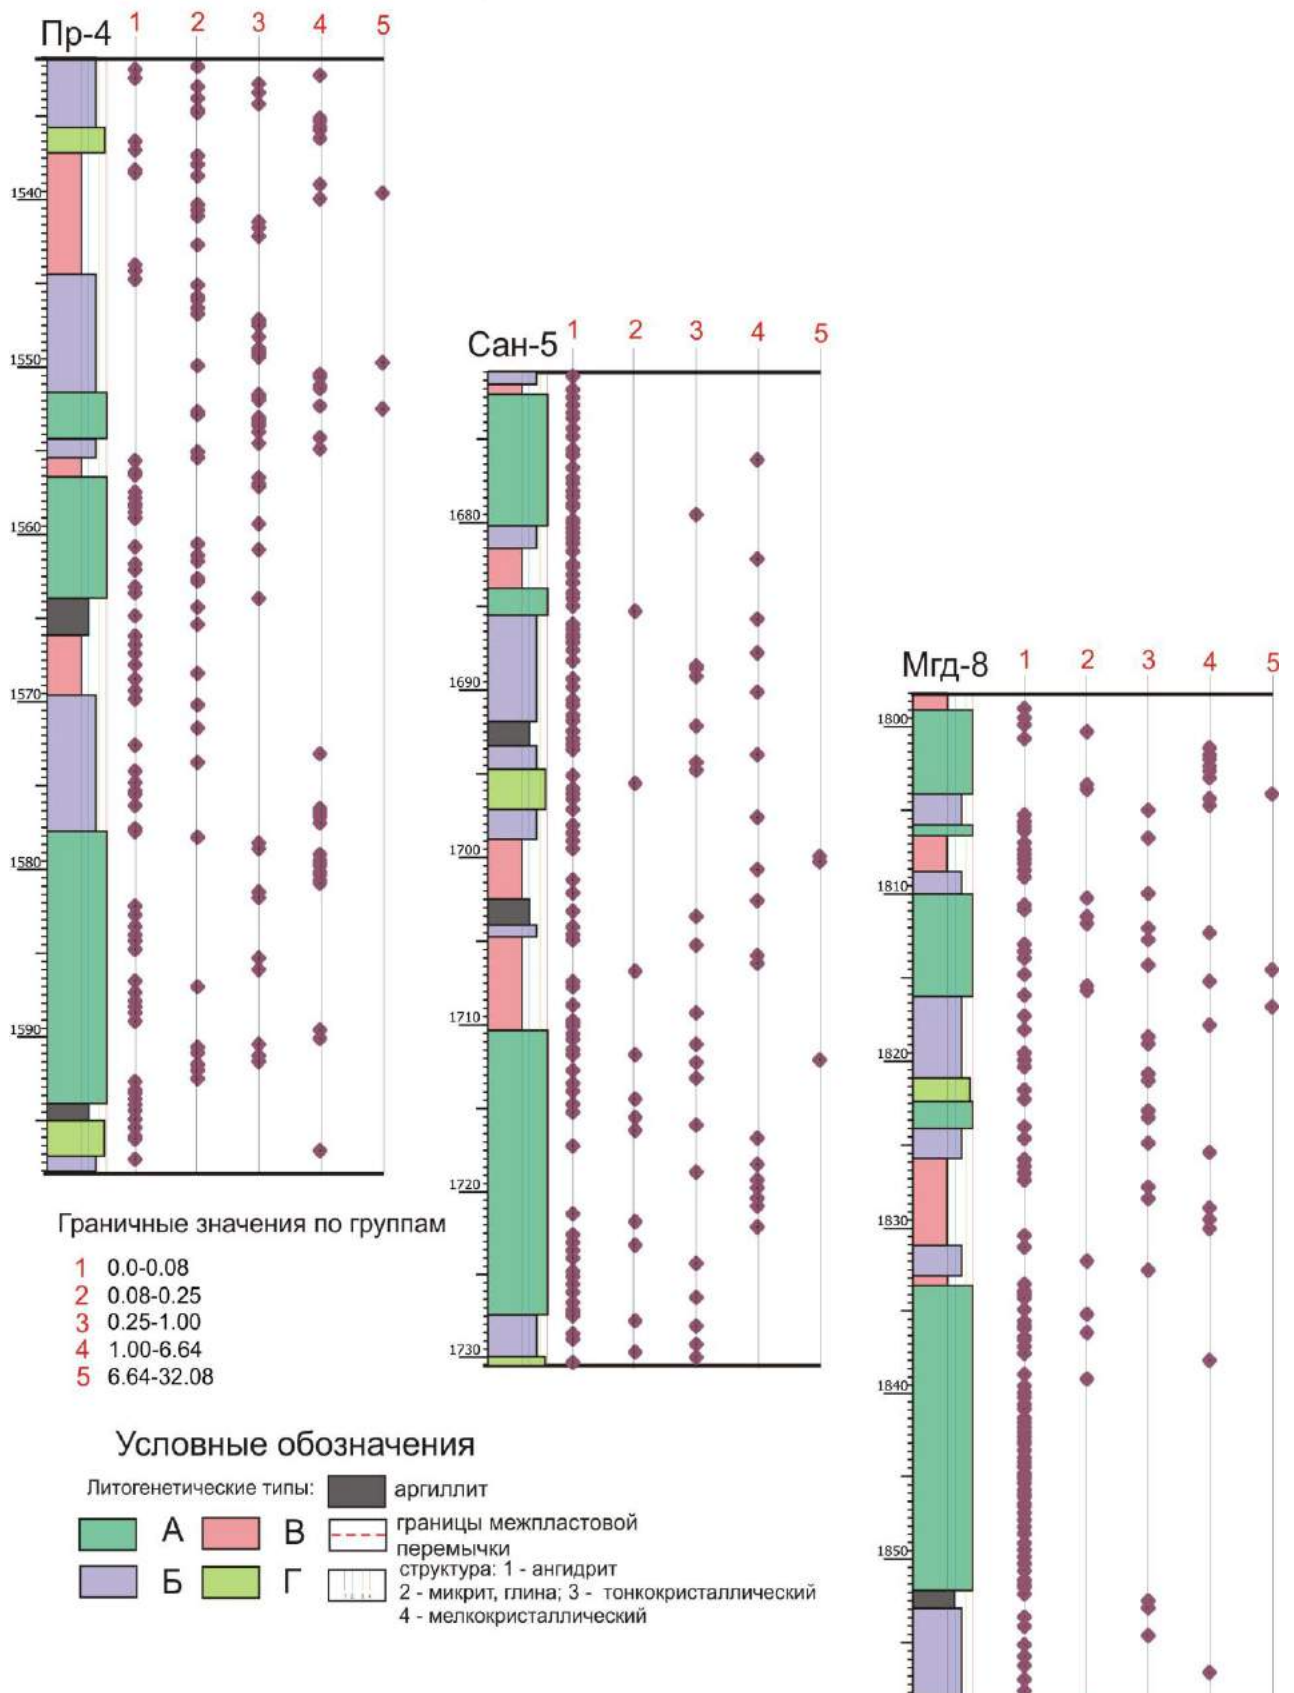 Пр-4
1 2 3 4 5
1540
1550
1560
1570
1580
1590
Сан-5
1 2 3 4 5
1680
1690
1700
1710
1720
1730
Мгд-8
1 2 3 4 5
1800
1810
1820
1830
1840
1850
Граничные значения по группам
1 0.0-0.08
2 0.08-0.25
3 0.25-1.00
4 1.00-6.64
5 6.64-32.08
Условные обозначения
Литогенетические типы:
А В
Б Г
аргиллит
границы межпластовой
перемычки
структура: 1 - ангидрит
2 - микрит, глина; 3 - тонкокристаллический
4 - мелкокристаллический